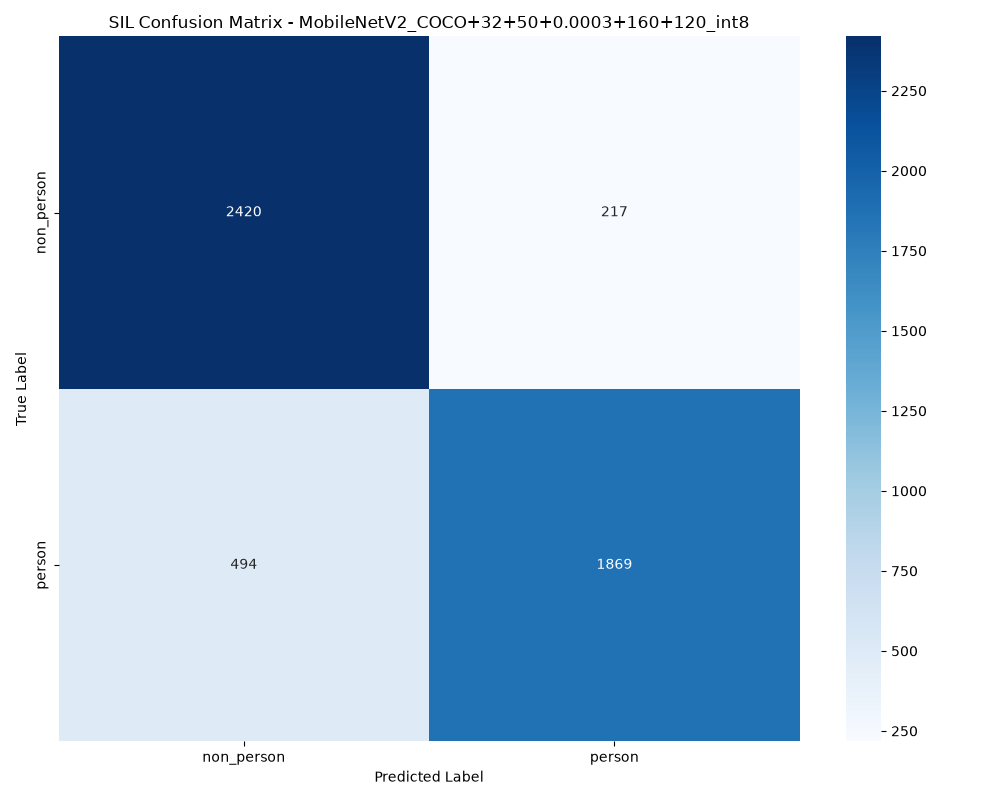 SIL Confusion Matrix - MobileNetV2_COCO+32+50+0.0003+160+120_int8
True Label
non_person
person
2420
217
494
1869
non_person
person
Predicted Label
2250
2000
1750
1500
1250
1000
750
500
250